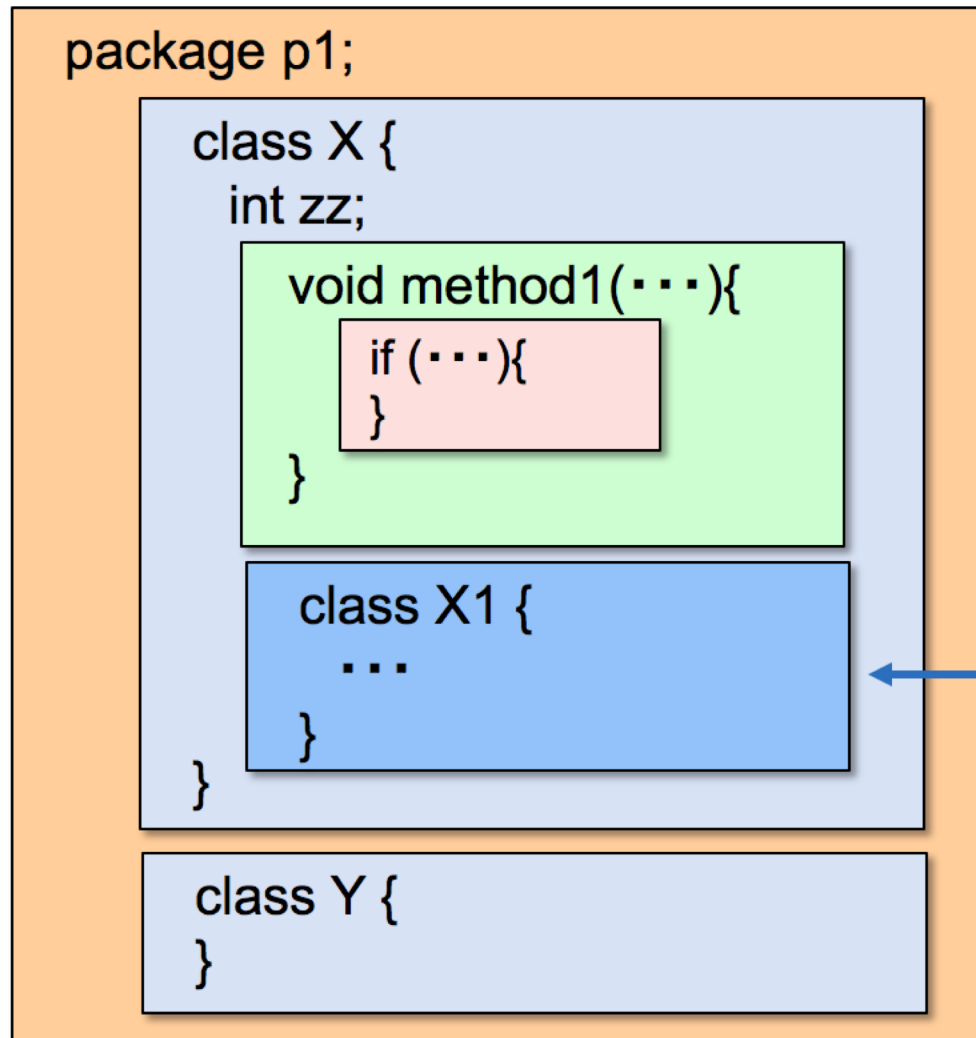 package p1;
class X {
int zz;
void method1(･･･){
if (･･･){
}
}
class X1 {
･･･
}
}
class Y {
}